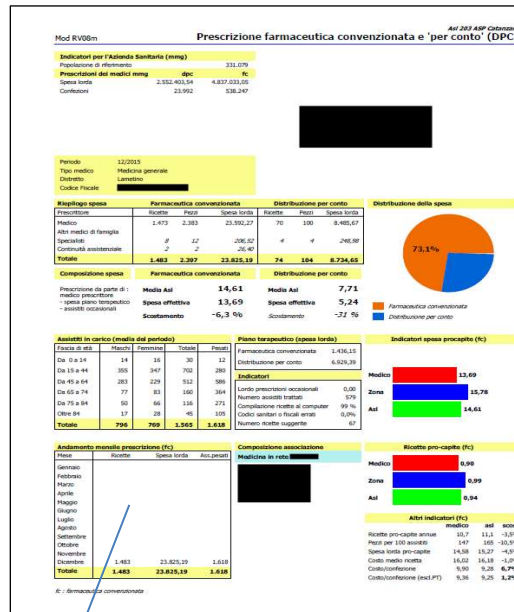 Asl 203 ASP Catanzaro
Mod RV08m Prescrizione farmaceutica convenzionata e 'per conto' (DPC
Indicatori per l'Azienda Sanitaria (mmg)
Popolazione di riferimento 331.079
Prescrizioni dei medici mmg dpc fc
Spesa lorda 2.552.403,54 4.837.033,05
Confezioni 23.992 538.247
Periodo 12/2015
Tipo medico Medicina generale
Distretto Lametino
Codice Fiscale
Riepilogo spesa Farmaceutica convenzionata Distribuzione per conto Distribuzione della spesa
Prescrittore Ricette Pezzi Spesa lorda Ricette Pezzi Spesa lorda
Medico 1.473 2.383 23.592,27 70 100 8.485,67
Altri medici di famiglia
Specialisti 8 12 206,52 4 4 248,98
Continuità assistenziale 2 2 26,40
Totale 1.483 2.397 23.825,19 74 104 8.734,65
73,1%
Farmaceutica convenzionata
Distribuzione per conto
Composizione spesa Farmaceutica convenzionata Distribuzione per conto
Prescrizione da parte di :
medico prescrittore
- spesa piano terapeutico
- assistiti occasionali
Media Asl 14,61 Media Asl 7,71
Spesa effettiva 13,69 Spesa effettiva 5,24
Scostamento -6,3 % Scostamento -31 %
Assistiti in carico (media del periodo)
Fascia di età Maschi Femmine Totale Pesati
Da 0 a 14 14 16 30 12
Da 15 a 44 355 347 702 280
Da 45 a 64 283 229 512 586
Da 65 a 74 77 83 160 364
Da 75 a 84 50 66 116 271
Oltre 84 17 28 45 105
Totale 796 769 1.565 1.618
Piano terapeutico (spesa lorda)
Farmaceutica convenzionata 1.436,15
Distribuzione per conto 6.929,39
Indicatori
Lordo prescrizioni occasionali 0,00
Numero assistiti trattati 579
Compilazione ricette al computer 99 %
Codici sanitari o fiscali errati 0,0%
Numero ricette suggerite 67
Indicatori spesa procapite (fc)
Medico 13,69
Zona 15,76
Asl 14,61
Andamento mensile prescrizione (fc)
Mese Ricette Spesa lorda Ass.pesati
Gennaio
Febbraio
Marzo
Aprile
Maggio
Giugno
Luglio
Agosto
Settembre
Ottobre
Novembre
Dicembre 1.483 23.825,19 1.618
Totale 1.483 23.825,19 1.618
Composizione associazione
Medicina in rete
Ricette pro-capite (fc)
Medico 0,90
Zona 0,99
Asl 0,94
Altri indicatori (fc)
medico asl scos
Ricette pro-capite annue 10,7 11,1 -3,5%
Pezzi per 100 assistiti 147 165 -10,5%
Spesa lorda pro-capite 14,58 15,27 -4,5%
Costo medio ricetta 16,02 16,18 -1,0%
Costo/confezione 9,90 9,28 6,7%
Costo/confezione (escl.PT) 9,36 9,25 1,2%
fc : farmaceutica convenzionata